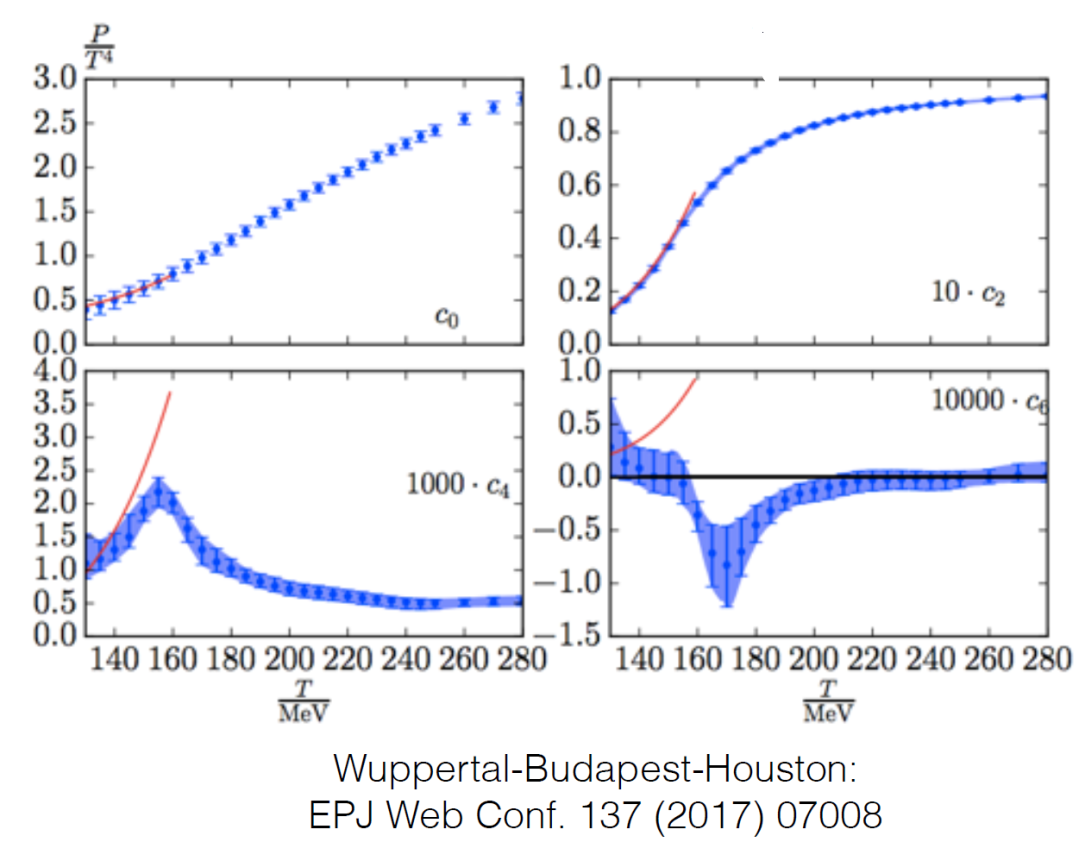 P
T⁴
3.0
2.5
2.0
1.5
1.0
0.5
0.0
c₀
1.0
0.8
0.6
0.4
0.2
0.0
10 · c₂
4.0
3.5
3.0
2.5
2.0
1.5
1.0
0.5
0.0
1000 · c₄
140 160 180 200 220 240 260 280
T
MeV
1.0
0.5
0.0
−0.5
−1.0
−1.5
10000 · c₆
140 160 180 200 220 240 260 280
T
MeV
Wuppertal-Budapest-Houston:
EPJ Web Conf. 137 (2017) 07008